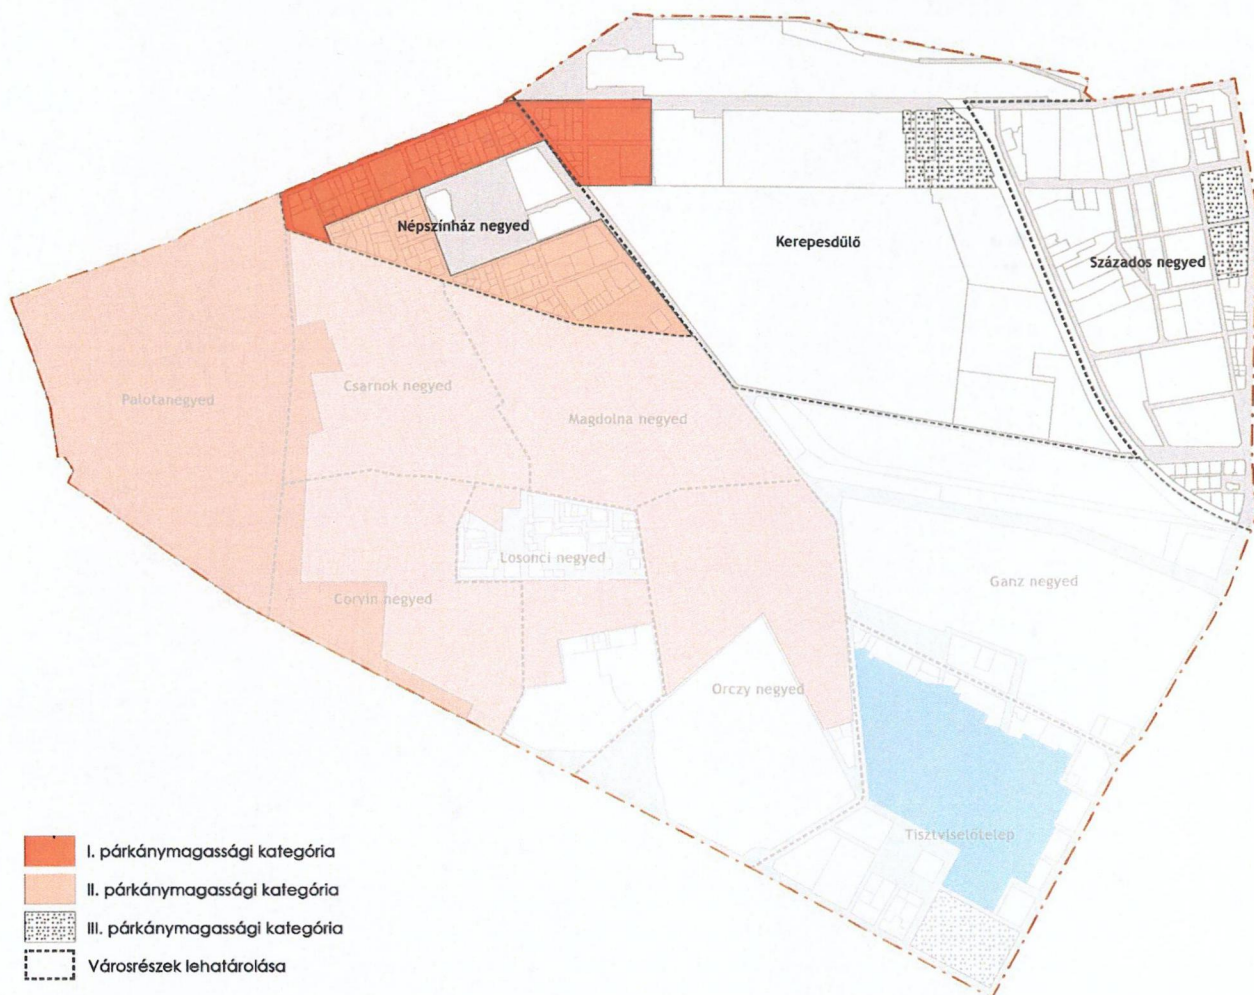 Népszínház negyed
Kerepesdűlő
Százados negyed
Palotanegyed
Csarnok negyed
Magdolna negyed
Losonci negyed
Corvin negyed
Ganz negyed
Orczy negyed
Tisztviselőtelep
I. párkánymagassági kategória
II. párkánymagassági kategória
III. párkánymagassági kategória
Városrészek lehatárolása